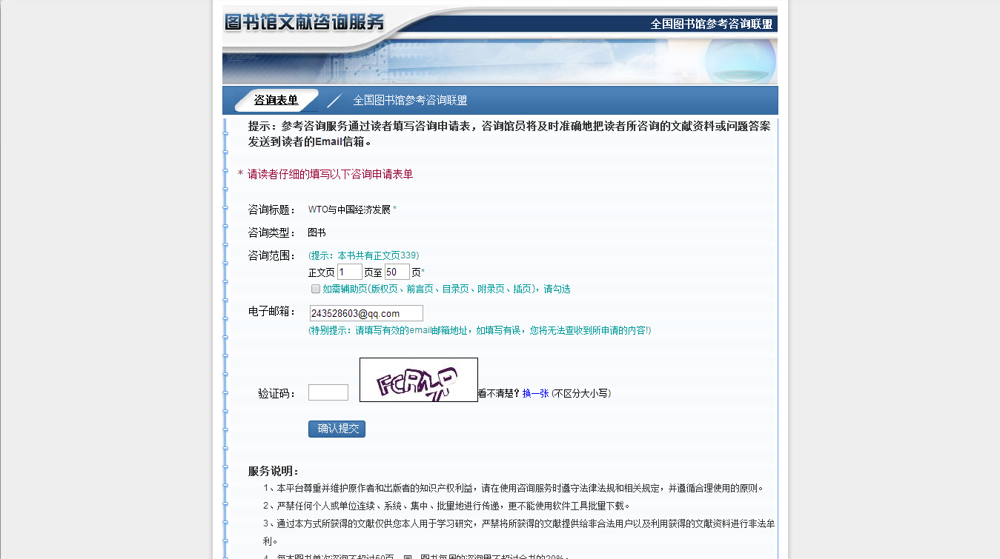 图书馆文献咨询服务
全国图书馆参考咨询联盟
咨询表单
全国图书馆参考咨询联盟
提示：参考咨询服务通过读者填写咨询申请表，咨询馆员将及时准确地把读者所咨询的文献资料或问题答案
发送到读者的Email信箱。
* 请读者仔细的填写以下咨询申请表单
咨询标题： WTO与中国经济发展 *
咨询类型： 图书
咨询范围： (提示：本书共有正文页339)
正文页 1 页至 50 页*
如需辅助页(版权页、前言页、目录页、附录页、插页)，请勾选
电子邮箱： 243528603@qq.com
(特别提示：请填写有效的email邮箱地址，如填写有误，您将无法查收到所申请的内容!)
验证码： 看不清楚？换一张 (不区分大小写)
确认提交
服务说明：
1、本平台尊重并维护原作者和出版者的知识产权利益，请在使用咨询服务时遵守法律法规和相关规定，并遵循合理使用的原则。
2、严禁任何个人或单位连续、系统、集中、批量地进行传递，更不能使用软件工具批量下载。
3、通过本方式所获得的文献仅供您本人用于学习研究，严禁将所获得的文献提供给非合法用户以及利用获得的文献资料进行非法牟
利。
4、每本图书单次咨询不超过50页，同一图书每周的咨询量不超过全书的20%；